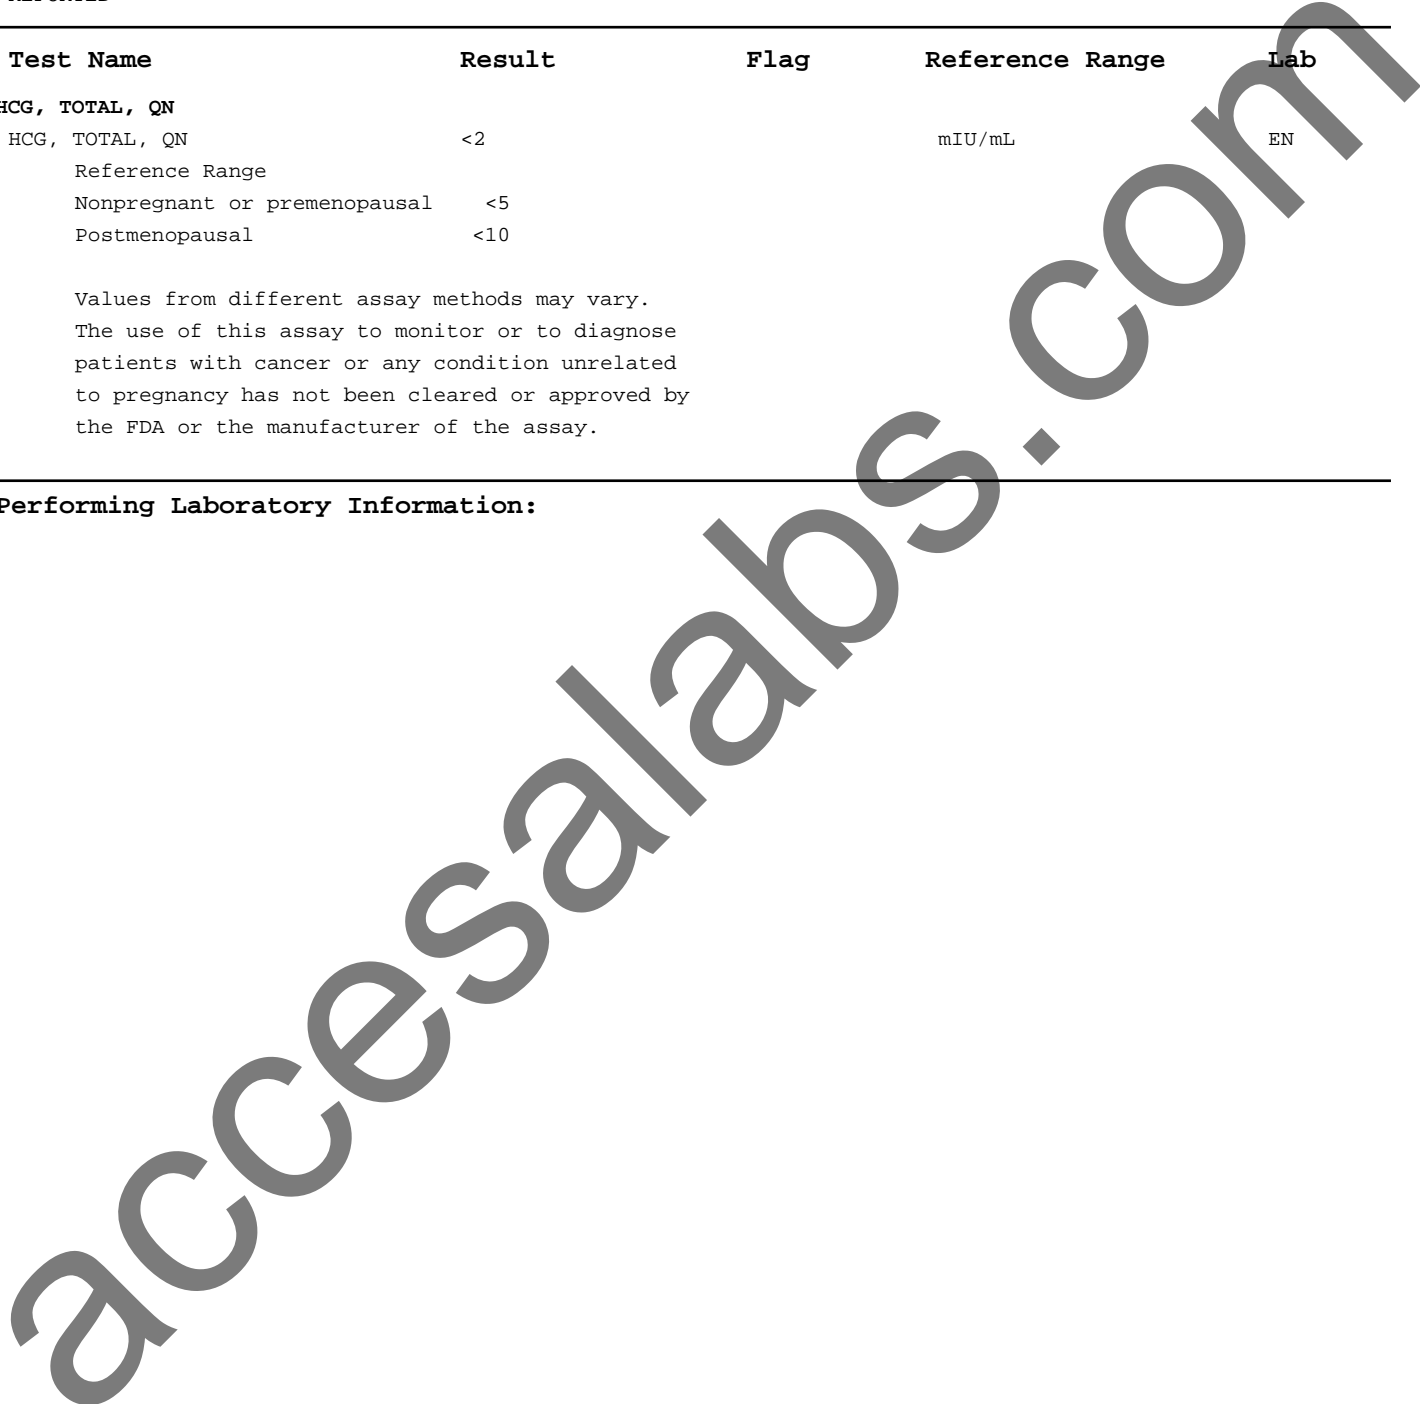 Test Name Result Flag Reference Range Lab
HCG, TOTAL, QN
HCG, TOTAL, QN <2 mIU/mL EN
Reference Range
Nonpregnant or premenopausal <5
Postmenopausal <10
Values from different assay methods may vary.
The use of this assay to monitor or to diagnose
patients with cancer or any condition unrelated
to pregnancy has not been cleared or approved by
the FDA or the manufacturer of the assay.
Performing Laboratory Information:
accesalabs.com